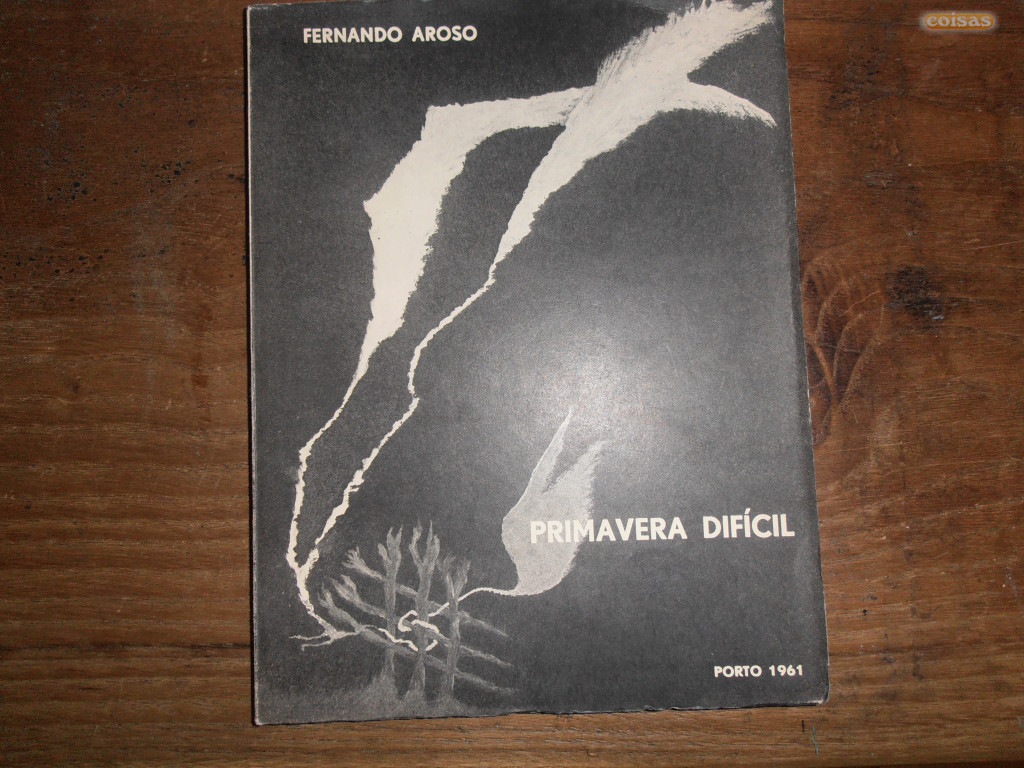 coisas
FERNANDO AROSO
PRIMAVERA DIFÍCIL
PORTO 1961